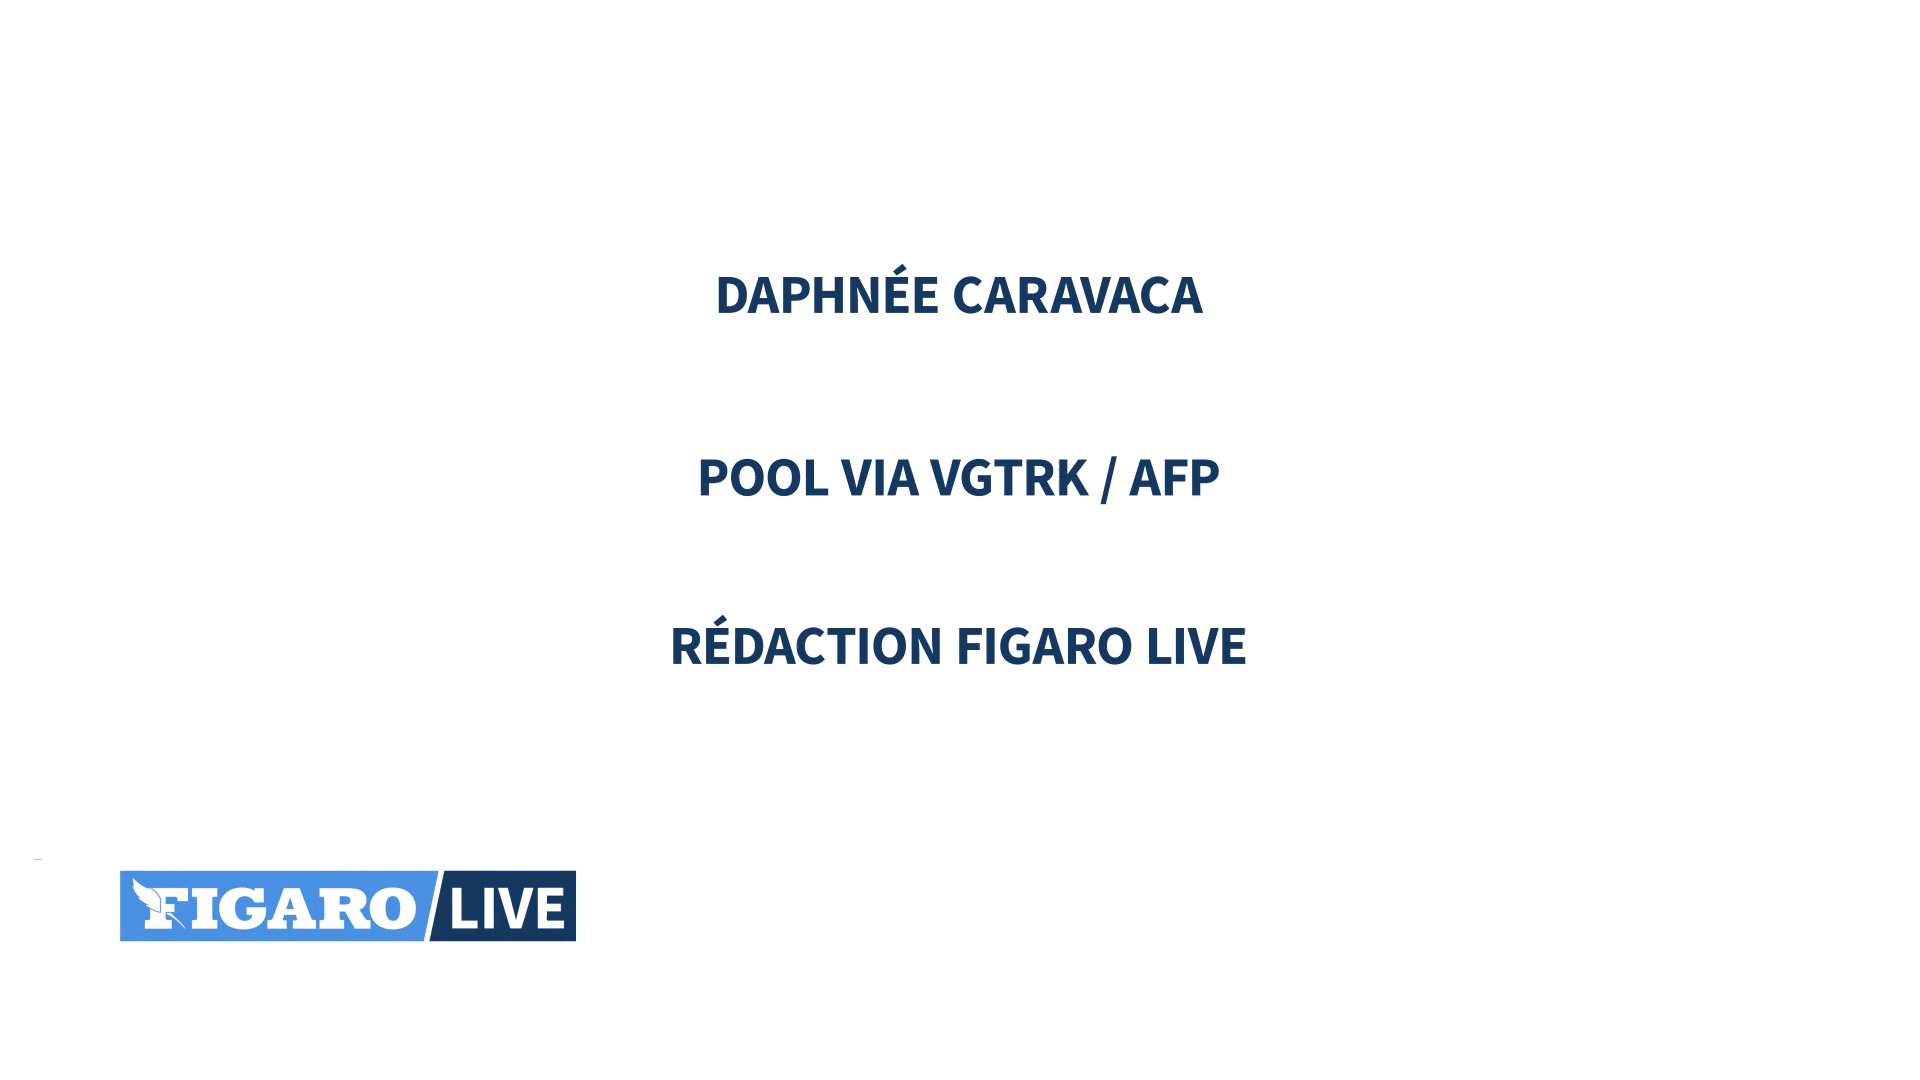 DAPHNÉE CARAVACA
POOL VIA VGTRK / AFP
RÉDACTION FIGARO LIVE
FIGARO LIVE